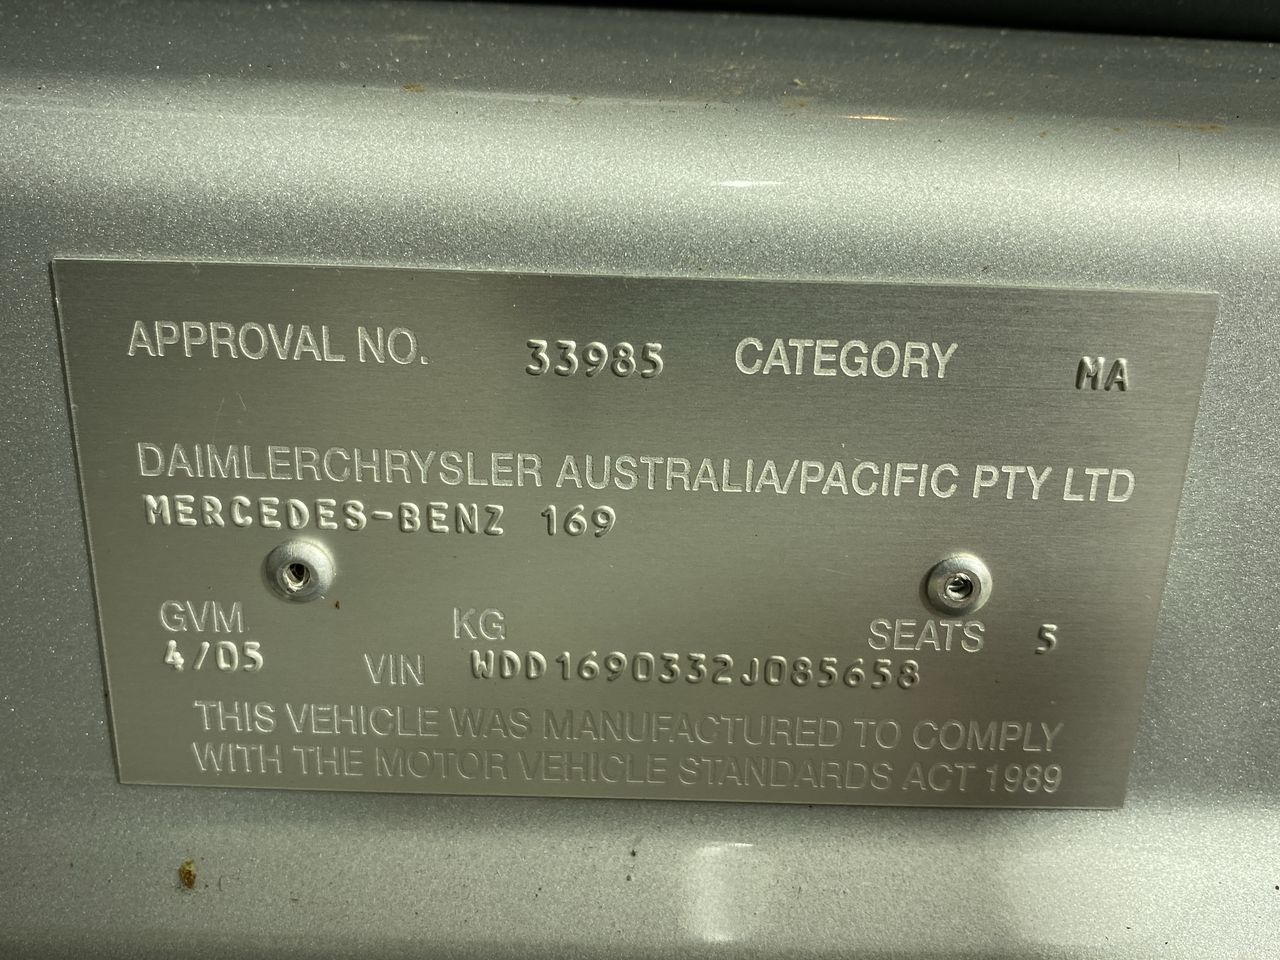 APPROVAL NO. 33985 CATEGORY MA
DAIMLERCHRYSLER AUSTRALIA/PACIFIC PTY LTD
MERCEDES-BENZ 169
GVM KG SEATS 5
4/05 VIN WDD1690332J085658
THIS VEHICLE WAS MANUFACTURED TO COMPLY
WITH THE MOTOR VEHICLE STANDARDS ACT 1989